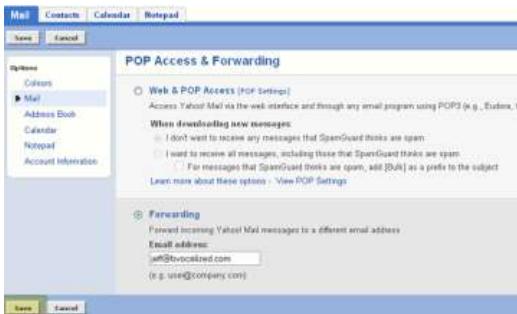 Mail Contacts Calendar Notepad
Save Cancel
Options
POP Access & Forwarding
Colours
Mail
Address Book
Calendar
Notepad
Account Information
Web & POP Access [POP Settings]
Access Yahoo! Mail via the web interface and through any email program using POP3 (e.g., Eudora,
When downloading new messages:
I don't want to receive any messages that SpamGuard thinks are spam
I want to receive all messages, including those that SpamGuard thinks are spam
For messages that SpamGuard thinks are spam, add [Bulk] as a prefix to the subject
Learn more about these options - View POP Settings
Forwarding
Forward incoming Yahoo! Mail messages to a different email address
Email address:
jeff@bvocalized.com
(e.g. user@company.com)
Save Cancel